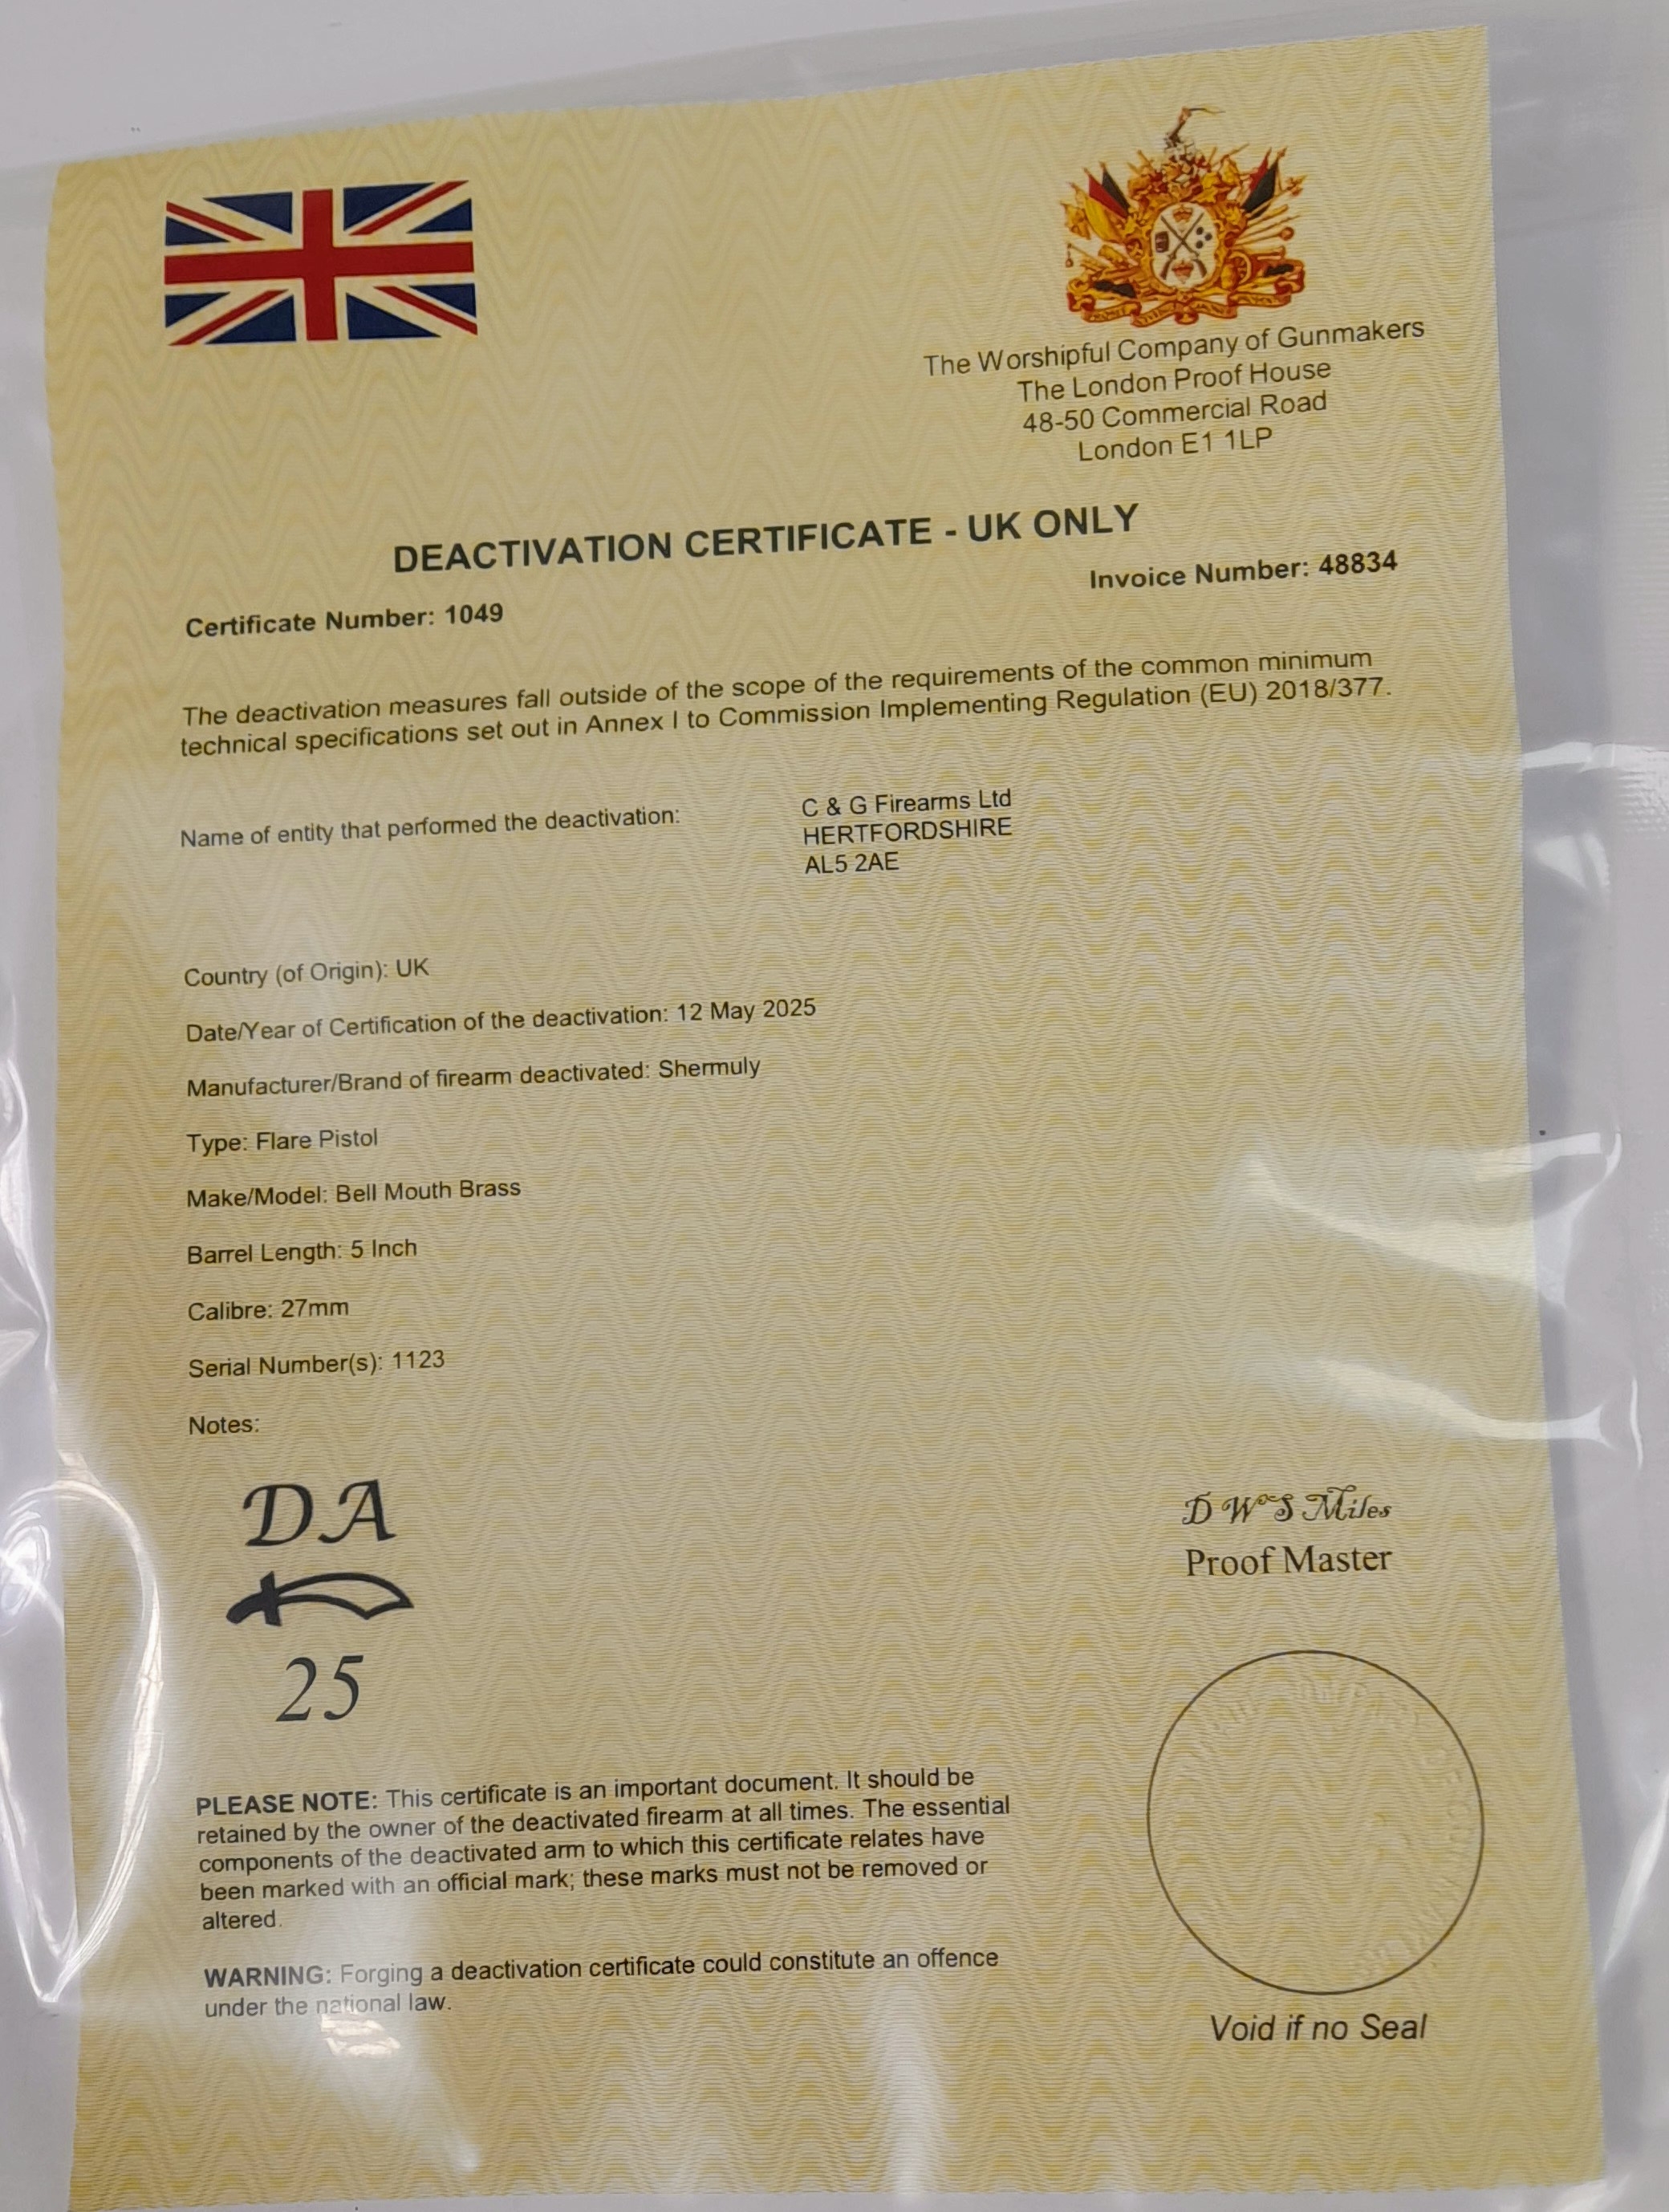 The Worshipful Company of Gunmakers
The London Proof House
48-50 Commercial Road
London E1 1LP
DEACTIVATION CERTIFICATE - UK ONLY
Invoice Number: 48834
Certificate Number: 1049
The deactivation measures fall outside of the scope of the requirements of the common minimum
technical specifications set out in Annex I to Commission Implementing Regulation (EU) 2018/377.
Name of entity that performed the deactivation:
C & G Firearms Ltd
HERTFORDSHIRE
AL5 2AE
Country (of Origin): UK
Date/Year of Certification of the deactivation: 12 May 2025
Manufacturer/Brand of firearm deactivated: Shermuly
Type: Flare Pistol
Make/Model: Bell Mouth Brass
Barrel Length: 5 Inch
Calibre: 27mm
Serial Number(s): 1123
Notes:
DA
25
D W S Miles
Proof Master
PLEASE NOTE: This certificate is an important document. It should be
retained by the owner of the deactivated firearm at all times. The essential
components of the deactivated arm to which this certificate relates have
been marked with an official mark; these marks must not be removed or
altered.
WARNING: Forging a deactivation certificate could constitute an offence
under the national law.
COMPANY
Void if no Seal